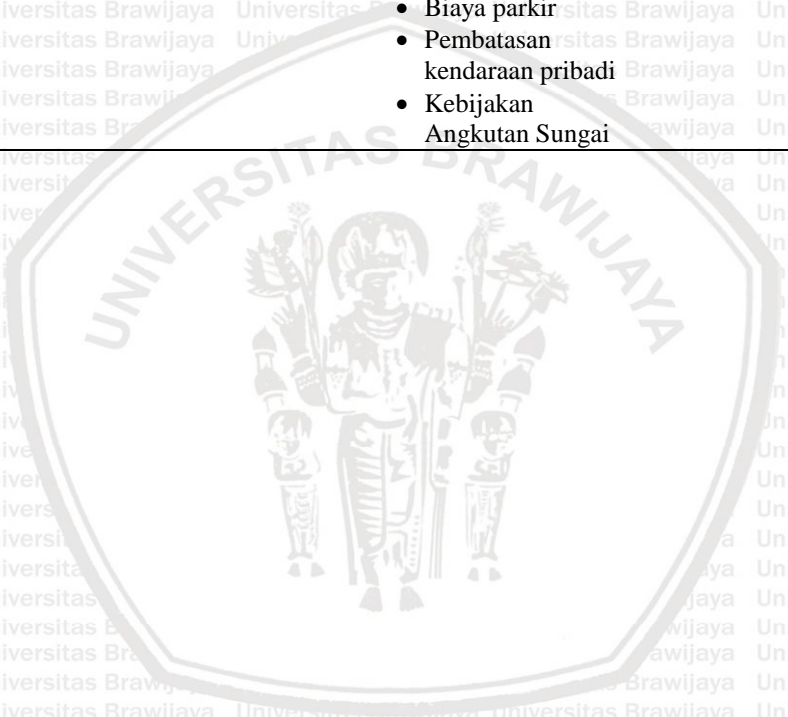 • Biaya parkir
• Pembatasan
kendaraan pribadi
• Kebijakan
Angkutan Sungai
UNIVERSITAS BRAWIJAYA